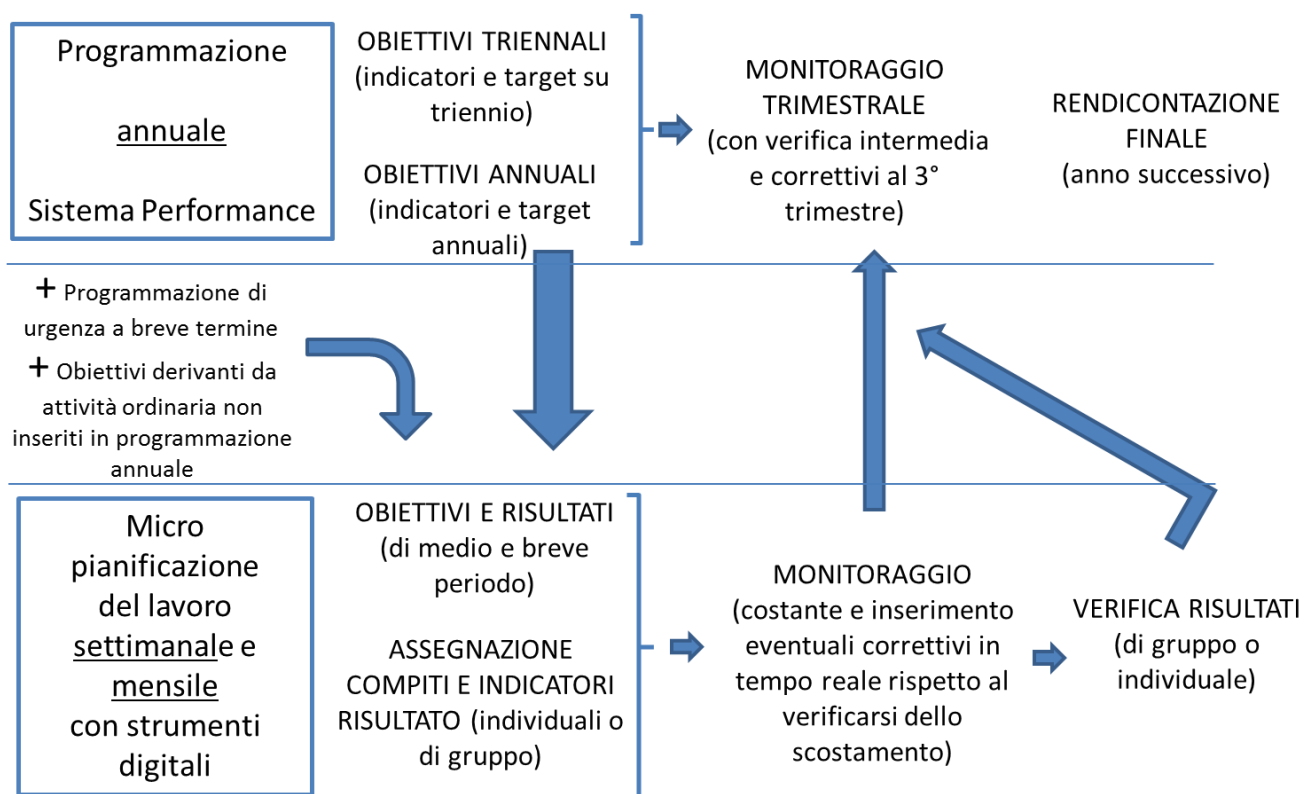 Programmazione
annuale
Sistema Performance
OBIETTIVI TRIENNALI
(indicatori e target su
triennio)
OBIETTIVI ANNUALI
(indicatori e target
annuali)
MONITORAGGIO
TRIMESTRALE
(con verifica intermedia
e correttivi al 3°
trimestre)
RENDICONTAZIONE
FINALE
(anno successivo)
+ Programmazione di
urgenza a breve termine
+ Obiettivi derivanti da
attività ordinaria non
inseriti in programmazione
annuale
Micro
pianificazione
del lavoro
settimanale e
mensile
con strumenti
digitali
OBIETTIVI E RISULTATI
(di medio e breve
periodo)
ASSEGNAZIONE
COMPITI E INDICATORI
RISULTATO (individuali o
di gruppo)
MONITORAGGIO
(costante e inserimento
eventuali correttivi in
tempo reale rispetto al
verificarsi dello
scostamento)
VERIFICA RISULTATI
(di gruppo o
individuale)